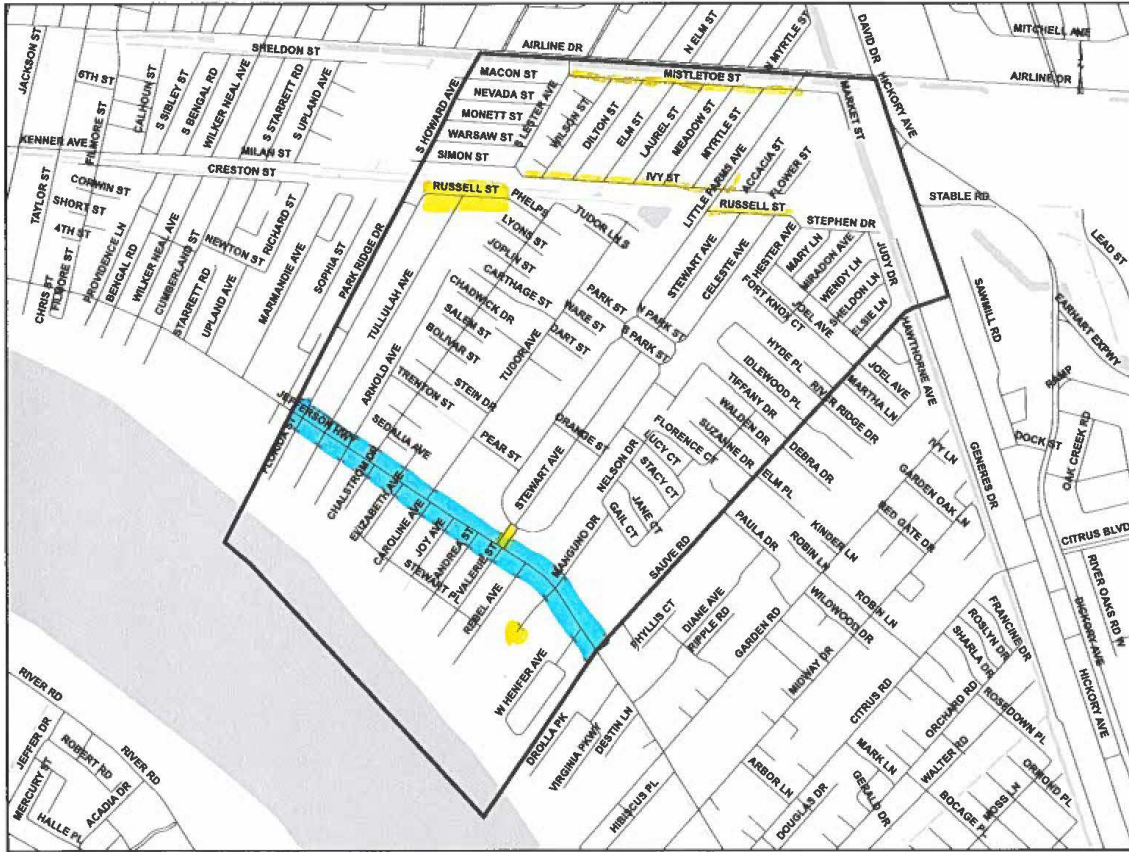 JACKSON ST
SHELDON ST
AIRLINE DR
N ELM ST
N MYRTLE ST
DAVID DR
HICKORY AVE
MITCHELL AVE
AIRLINE DR
6TH ST
FILMORE ST
CALHOUN ST
S SIBLEY ST
S BENGAL RD
WILKER NEAL AVE
S STARRETT RD
S UPLAND AVE
S HOWARD AVE
MACON ST
NEVADA ST
MONETT ST
WARSAW ST
SIMON ST
S LESTER AVE
WILSON ST
DILTON ST
ELM ST
LAUREL ST
MEADOW ST
MYRTLE ST
MISTLETOE ST
MARKET ST
KENNER AVE
MILAN ST
CRESTON ST
IVY ST
LITTLE FARMS AVE
ACCACIA ST
FLOWER ST
TAYLOR ST
CORWIN ST
SHORT ST
4TH ST
CHRIS ST
FILMORE ST
PROVIDENCE LN
BENGAL RD
WILKER NEAL AVE
CUMBERLAND ST
STARRETT RD
UPLAND AVE
NEWTON ST
RICHARD ST
MARMANDIE AVE
SOPHIA ST
PARK RIDGE DR
RUSSELL ST
PHELPS
LYONS ST
JOPLIN ST
CARTHAGE ST
TUDOR LN S
RUSSELL ST
STEPHEN DR
STABLE RD
LEAD ST
TULLULAH AVE
ARNOLD AVE
CHADWICK DR
SALEM ST
BOLIVAR ST
TRENTON ST
STEIN DR
TUDOR AVE
WARE ST
DART ST
PARK ST
N PARK ST
S PARK ST
STEWART AVE
CELESTE AVE
CHESTER AVE
MARY LN
MIRADON AVE
WENDY LN
SHELDON LN
ELSIE LN
JUDY DR
FORT KNOX CT
JOEL AVE
HAWTHORNE AVE
SAWMILL RD
EARHART EXPWY
RAMP
HYDE PL
IDLEWOOD PL
TIFFANY DR
WALDEN DR
RIVER RIDGE DR
JOEL AVE
MARTHA LN
JEFFERSON HWY
FLORIDA ST
SEDALIA AVE
PEAR ST
ORANGE ST
STEWART AVE
NELSON DR
FLORENCE CT
LUCY CT
STACY CT
JANE CT
GAIL CT
SUZANNE DR
ELM PL
DEBRA DR
IVY LN
GARDEN OAK LN
RED GATE DR
GENERES DR
DOCK ST
OAK CREEK RD
CITRUS BLVD
CHALSTROM DR
ELIZABETH AVE
CAROLINE AVE
JOY AVE
ANDREA ST
VALERIE ST
STEWART
REBEL AVE
MANGUNO DR
SAUVE RD
PAULA DR
KINDER LN
ROBIN LN
ROBIN LN
WILDWOOD DR
PHYLLIS CT
DIANE AVE
RIPPLE RD
GARDEN RD
MIDWAY DR
FRANCINE DR
ROSLYN DR
SHARLA DR
RIVER OAKS RD W
DICKORY AVE
HICKORY AVE
W HENFER AVE
DROLLA PK
VIRGINIA PKWY
DESTIN LN
HIBISCUS PL
CITRUS RD
ORCHARD RD
ROSEDOWN PL
MARK LN
WALTER RD
ARBOR LN
DOUGLAS DR
GERALD DR
BOCAGE PL
MOSS LN
ORMOND PL
RIVER RD
JEFFER DR
ROBERT RD
RIVER RD
MERCURY ST
ACADIA DR
HALLE PL